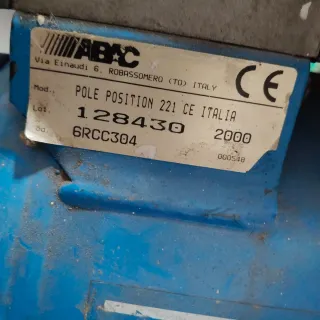 ABAC
Via Einaudi 6, ROBASSOMERO (TO) ITALY
CE
Mod.: POLE POSITION 221 CE ITALIA
Lot. 128430 2000
6RCC304
000548